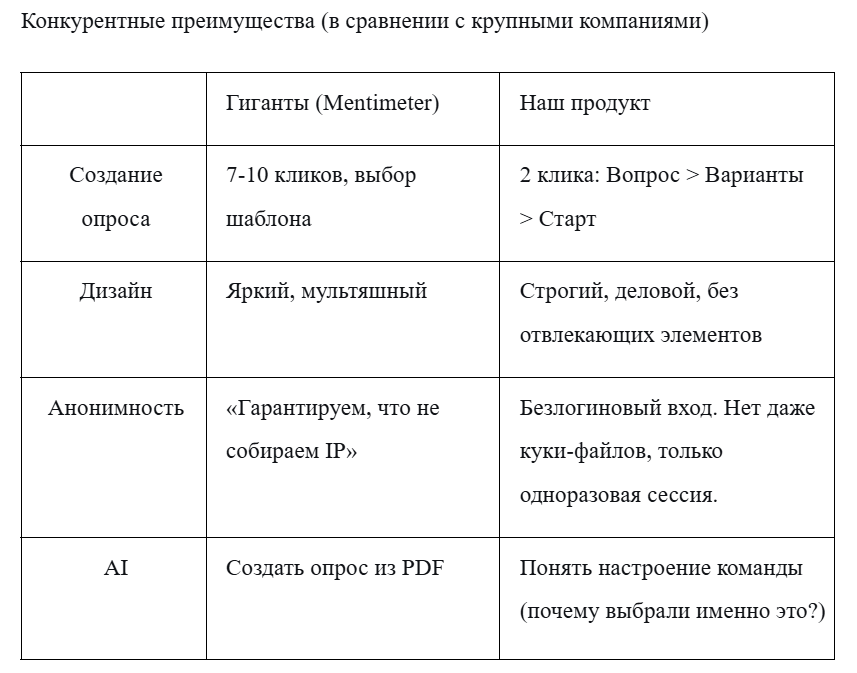 Конкурентные преимущества (в сравнении с крупными компаниями)
Гиганты (Mentimeter)
Наш продукт
Создание
опроса
7-10 кликов, выбор
шаблона
2 клика: Вопрос > Варианты
> Старт
Дизайн
Яркий, мультяшный
Строгий, деловой, без
отвлекающих элементов
Анонимность
«Гарантируем, что не
собираем IP»
Безлогиновый вход. Нет даже
куки-файлов, только
одноразовая сессия.
AI
Создать опрос из PDF
Понять настроение команды
(почему выбрали именно это?)